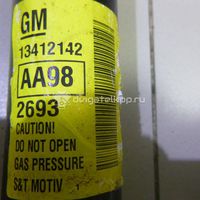 GM
13412142
AA98
2693
CAUTION!
DO NOT OPEN
GAS PRESSURE
S&T MOTIV